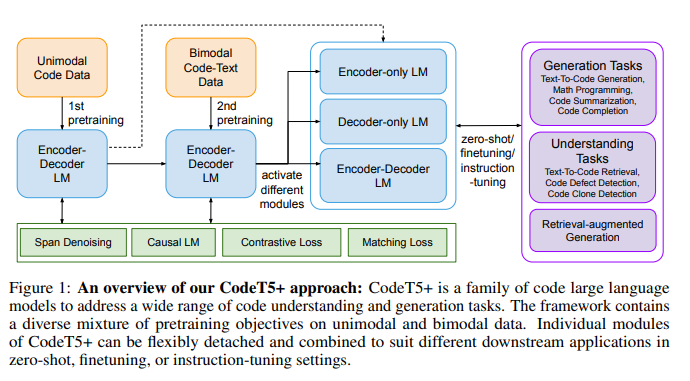 Unimodal
Code Data
Bimodal
Code-Text
Data
1st
pretraining
2nd
pretraining
Encoder-
Decoder
LM
Encoder-
Decoder
LM
activate
different
modules
Encoder-only LM
Decoder-only LM
Encoder-Decoder
LM
zero-shot/
finetuning/
instruction
-tuning
Generation Tasks
Text-To-Code Generation,
Math Programming,
Code Summarization,
Code Completion
Understanding
Tasks
Text-To-Code Retrieval,
Code Defect Detection,
Code Clone Detection
Retrieval-augmented
Generation
Span Denoising
Causal LM
Contrastive Loss
Matching Loss
Figure 1: An overview of our CodeT5+ approach: CodeT5+ is a family of code large language
models to address a wide range of code understanding and generation tasks. The framework contains
a diverse mixture of pretraining objectives on unimodal and bimodal data. Individual modules
of CodeT5+ can be flexibly detached and combined to suit different downstream applications in
zero-shot, finetuning, or instruction-tuning settings.